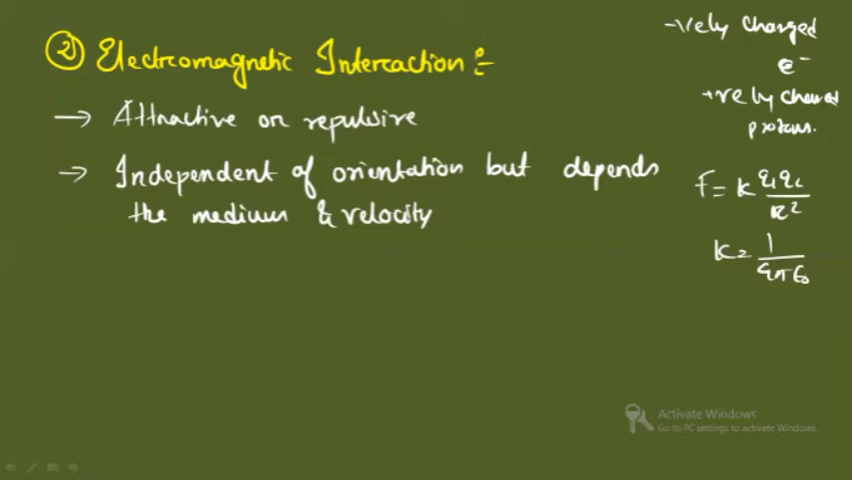 ② Electromagnetic Interaction :-
→ Attractive or repulsive
→ Independent of orientation but depends
the medium & velocity
-vely charged
e⁻
+vely charged
protons.
F = K q₁q₂ / r²
K = 1 / 4πε₀
Activate Windows
Go to PC settings to activate Windows.